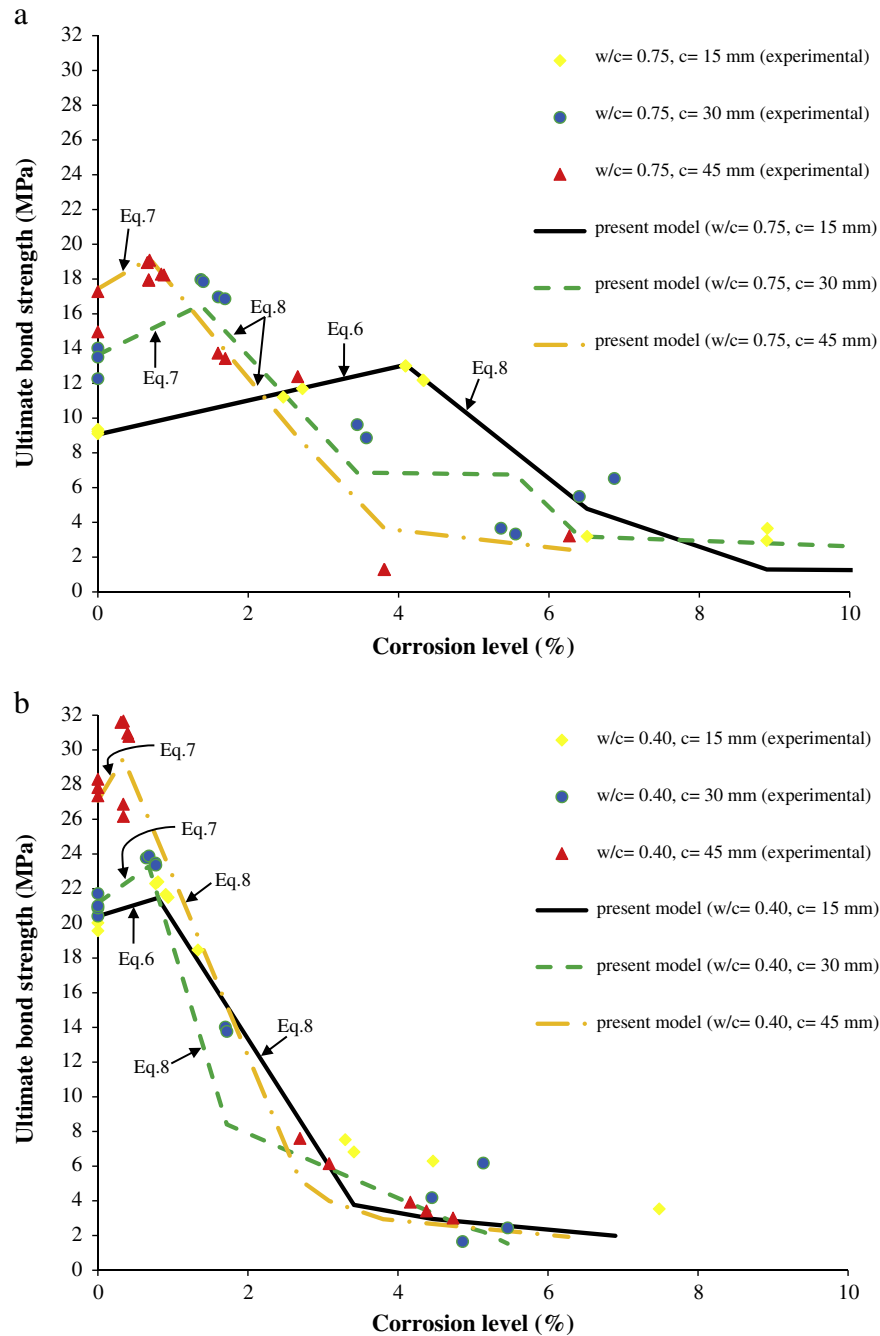 a
32
30
28
26
24
22
20
18
16
14
12
10
8
6
4
2
0
Ultimate bond strength (MPa)
w/c= 0.75, c= 15 mm (experimental)
w/c= 0.75, c= 30 mm (experimental)
w/c= 0.75, c= 45 mm (experimental)
present model (w/c= 0.75, c= 15 mm)
present model (w/c= 0.75, c= 30 mm)
present model (w/c= 0.75, c= 45 mm)
Eq.7
Eq.8
Eq.6
Eq.7
Eq.8
0 2 4 6 8 10
Corrosion level (%)
b
32
30
28
26
24
22
20
18
16
14
12
10
8
6
4
2
0
Ultimate bond strength (MPa)
w/c= 0.40, c= 15 mm (experimental)
w/c= 0.40, c= 30 mm (experimental)
w/c= 0.40, c= 45 mm (experimental)
present model (w/c= 0.40, c= 15 mm)
present model (w/c= 0.40, c= 30 mm)
present model (w/c= 0.40, c= 45 mm)
Eq.7
Eq.7
Eq.8
Eq.6
Eq.8
Eq.8
0 2 4 6 8 10
Corrosion level (%)